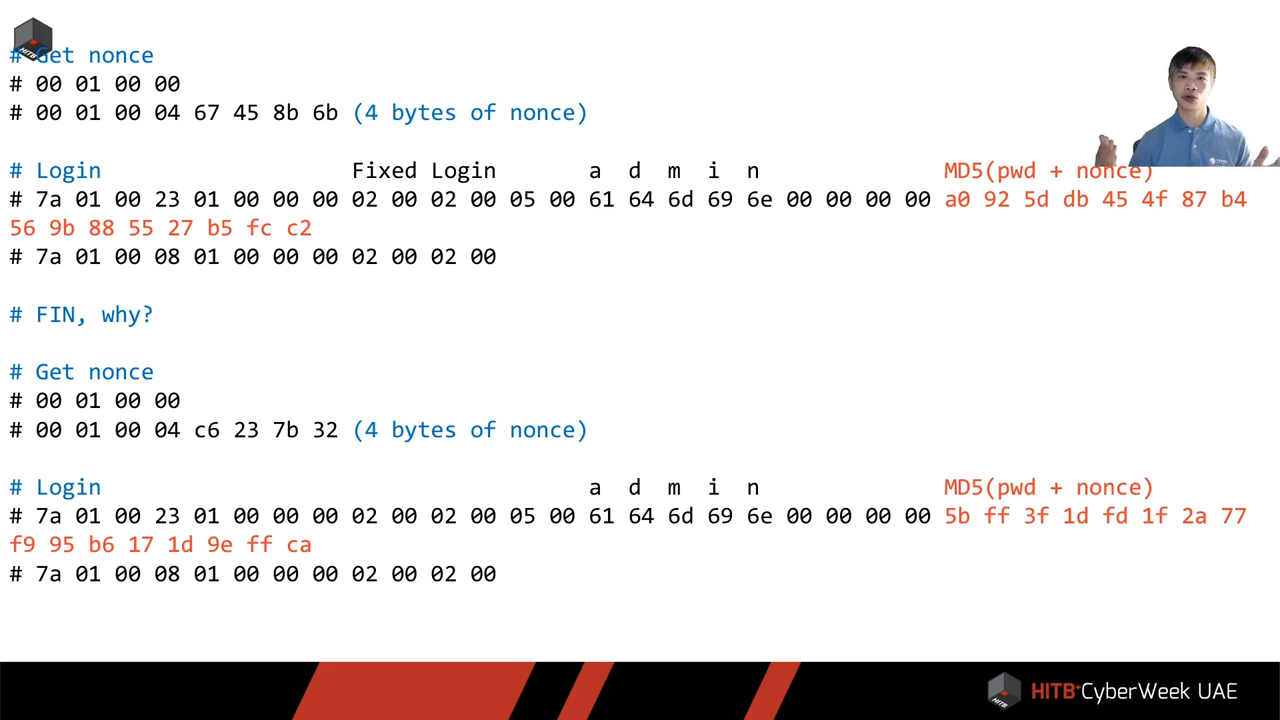 HITB
# Get nonce
# 00 01 00 00
# 00 01 00 04 67 45 8b 6b (4 bytes of nonce)
# Login Fixed Login a d m i n MD5(pwd + nonce)
# 7a 01 00 23 01 00 00 00 02 00 02 00 05 00 61 64 6d 69 6e 00 00 00 00 a0 92 5d db 45 4f 87 b4
56 9b 88 55 27 b5 fc c2
# 7a 01 00 08 01 00 00 00 02 00 02 00
# FIN, why?
# Get nonce
# 00 01 00 00
# 00 01 00 04 c6 23 7b 32 (4 bytes of nonce)
# Login a d m i n MD5(pwd + nonce)
# 7a 01 00 23 01 00 00 00 02 00 02 00 05 00 61 64 6d 69 6e 00 00 00 00 5b ff 3f 1d fd 1f 2a 77
f9 95 b6 17 1d 9e ff ca
# 7a 01 00 08 01 00 00 00 02 00 02 00
HITB
HITB+CyberWeek UAE